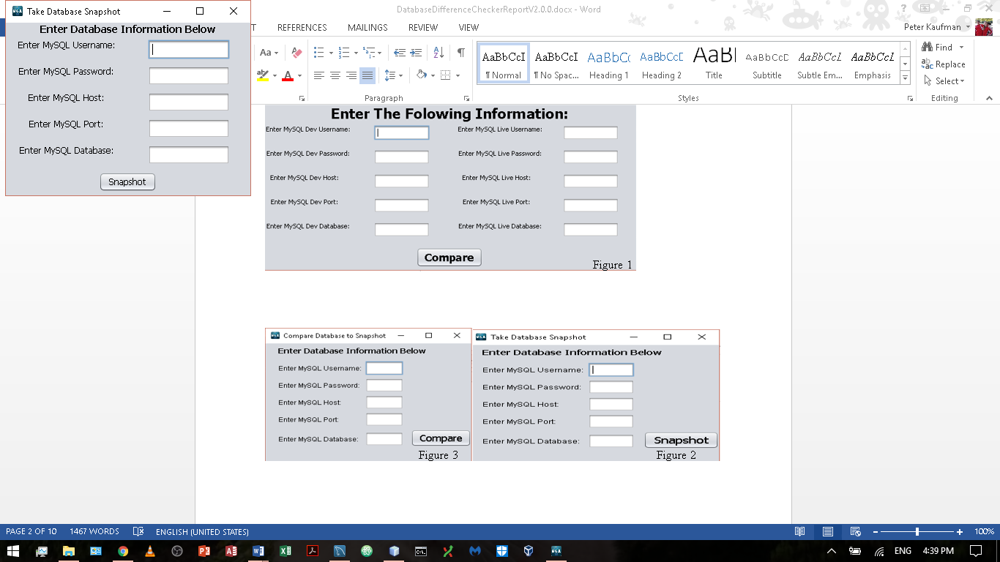 Take Database Snapshot
Enter Database Information Below
Enter MySQL Username:
Enter MySQL Password:
Enter MySQL Host:
Enter MySQL Port:
Enter MySQL Database:
Snapshot
DatabaseDifferenceCheckerReportV2.0.0.docx - Word
T REFERENCES MAILINGS REVIEW VIEW
Peter Kaufman
Aa
AaBbCcI AaBbCcI AaBbCc AaBbCcD AaBl AaBbCcD AaBbCcI AaBbCcI
¶ Normal ¶ No Spac... Heading 1 Heading 2 Title Subtitle Subtle Em... Emphasis
Find
Replace
Select
Paragraph Styles Editing
Enter The Folowing Information:
Enter MySQL Dev Username: Enter MySQL Live Username:
Enter MySQL Dev Password: Enter MySQL Live Password:
Enter MySQL Dev Host: Enter MySQL Live Host:
Enter MySQL Dev Port: Enter MySQL Live Port:
Enter MySQL Dev Database: Enter MySQL Live Database:
Compare
Figure 1
Compare Database to Snapshot
Enter Database Information Below
Enter MySQL Username:
Enter MySQL Password:
Enter MySQL Host:
Enter MySQL Port:
Enter MySQL Database:
Compare
Figure 3
Take Database Snapshot
Enter Database Information Below
Enter MySQL Username:
Enter MySQL Password:
Enter MySQL Host:
Enter MySQL Port:
Enter MySQL Database:
Snapshot
Figure 2
PAGE 2 OF 10 1467 WORDS ENGLISH (UNITED STATES) 100%
ENG 4:39 PM